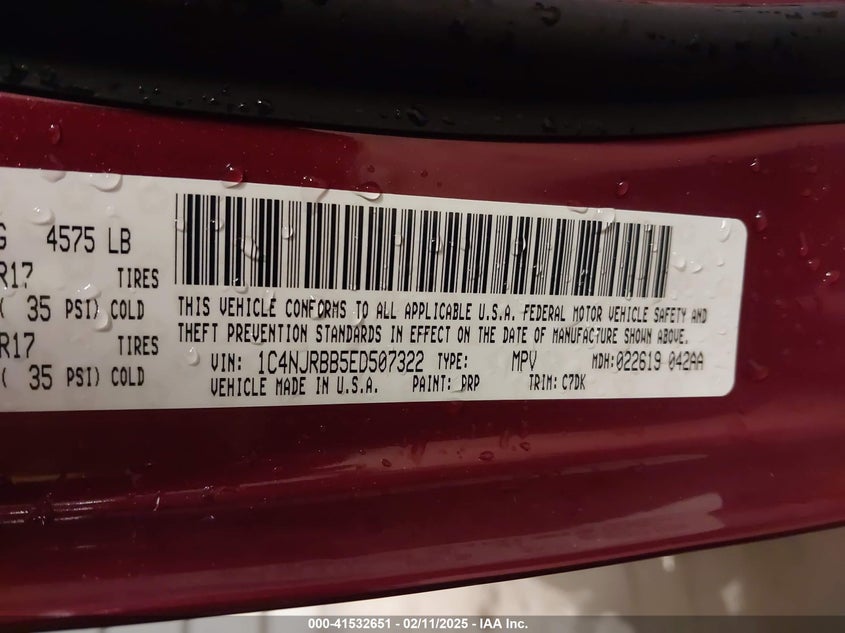 G 4575 LB
R17 TIRES
( 35 PSI) COLD
R17 TIRES
( 35 PSI) COLD
THIS VEHICLE CONFORMS TO ALL APPLICABLE U.S.A. FEDERAL MOTOR VEHICLE SAFETY AND
THEFT PREVENTION STANDARDS IN EFFECT ON THE DATE OF MANUFACTURE SHOWN ABOVE.
VIN: 1C4NJRBB5ED507322 TYPE: MPV MDH:022619 042AA
VEHICLE MADE IN U.S.A. PAINT: PRP TRIM: C7DK
000-41532651 - 02/11/2025 - IAA Inc.